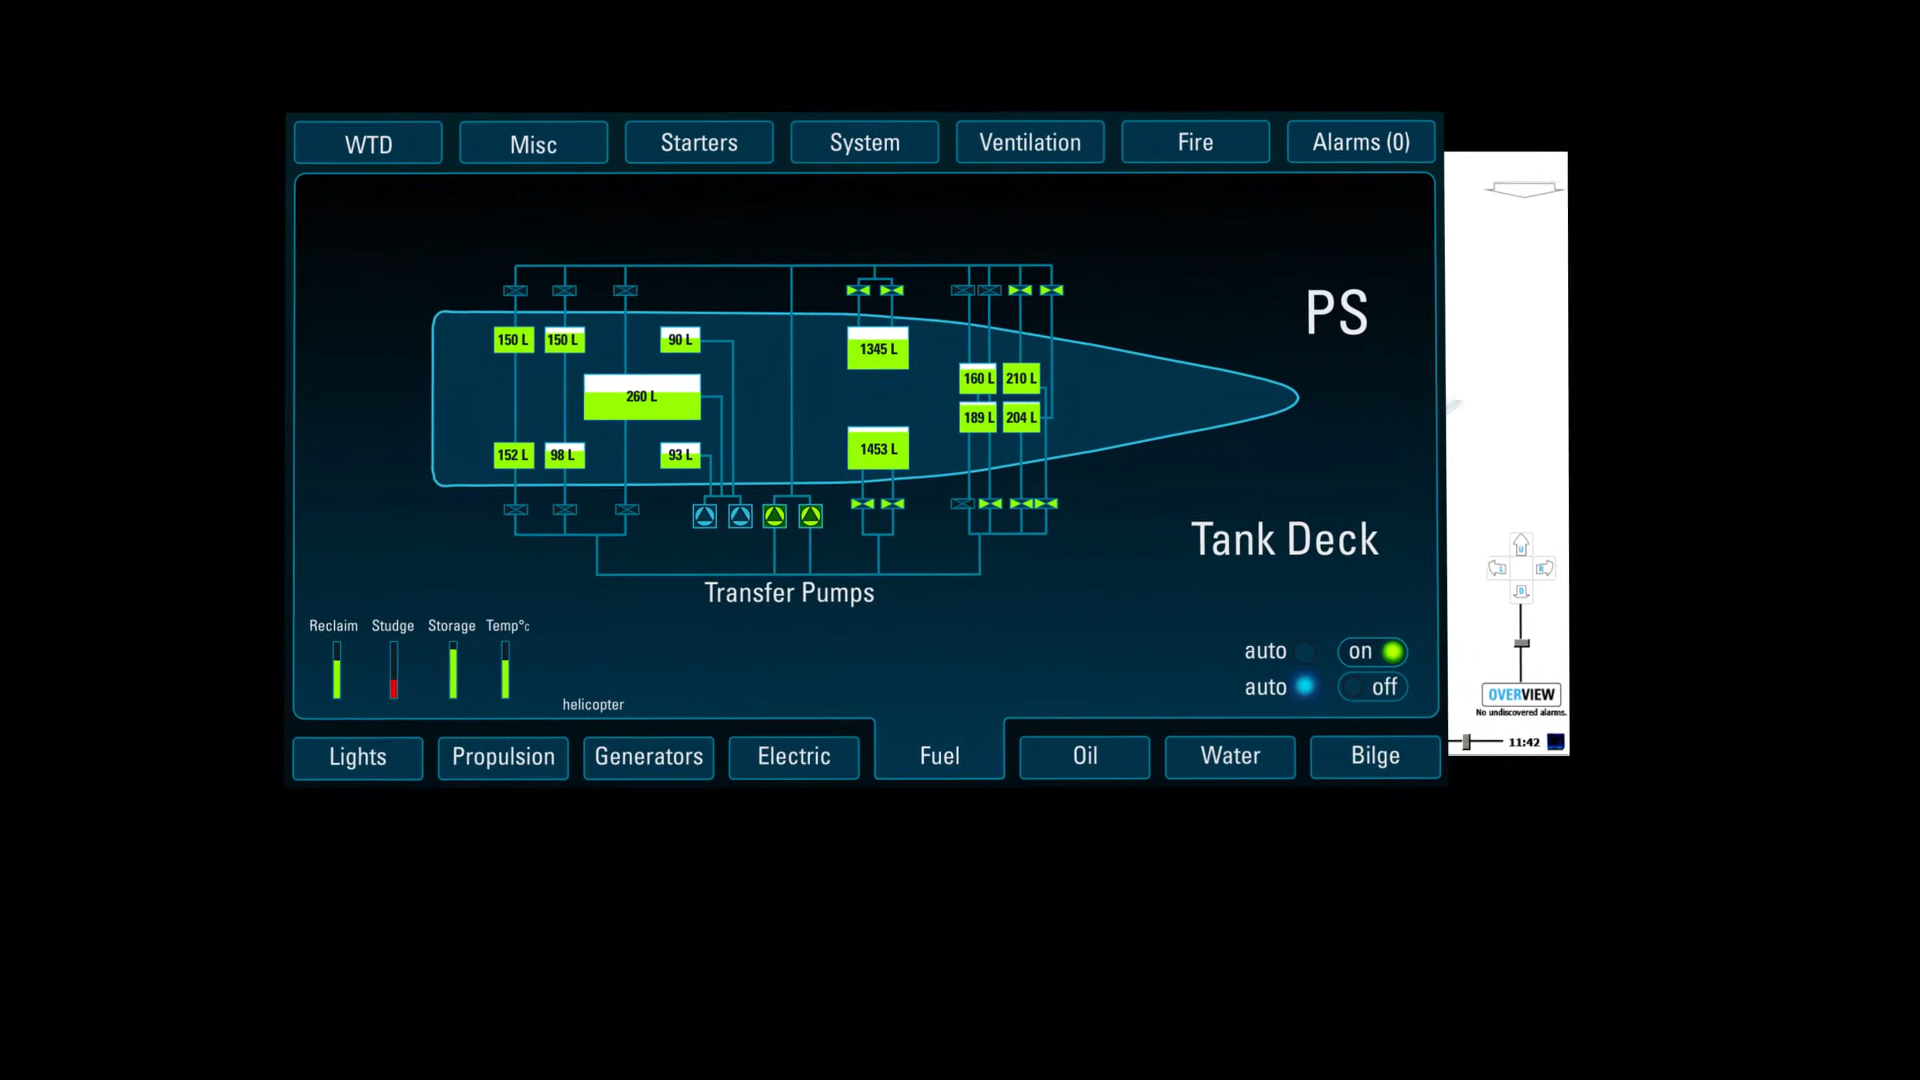 WTD Misc Starters System Ventilation Fire Alarms (0)
PS
150 L 150 L 90 L 1345 L
160 L 210 L
260 L
189 L 204 L
152 L 98 L 93 L 1453 L
Tank Deck
Transfer Pumps
U
L R
D
Reclaim Studge Storage Temp°c
auto on
auto off
OVERVIEW
helicopter
No undiscovered alarms.
11:42
Lights Propulsion Generators Electric Fuel Oil Water Bilge